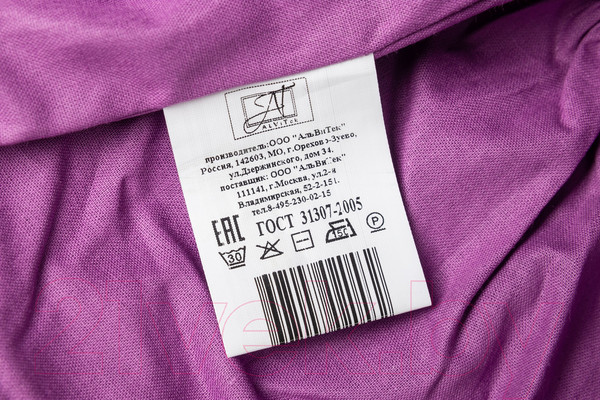 AlViTek
производитель:ООО "АльВиТек"
Россия, 142603, МО, г.Орехово-Зуево,
ул.Дзержинского, дом 34.
поставщик: ООО "АльВиТек"
111141, г.Москва, ул.2-я
Владимирская, 52-2-151.
тел.8-495-230-02-15
ЕАС ГОСТ 31307-2005
30 150 P